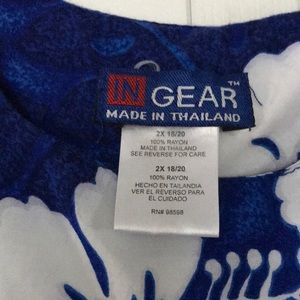 IN GEAR™
MADE IN THAILAND
2X 18/20
100% RAYON
MADE IN THAILAND
SEE REVERSE FOR CARE
2X 18/20
100% RAYON
HECHO EN TAILANDIA
VER EL REVERSO PARA
EL CUIDADO
RN# 98598